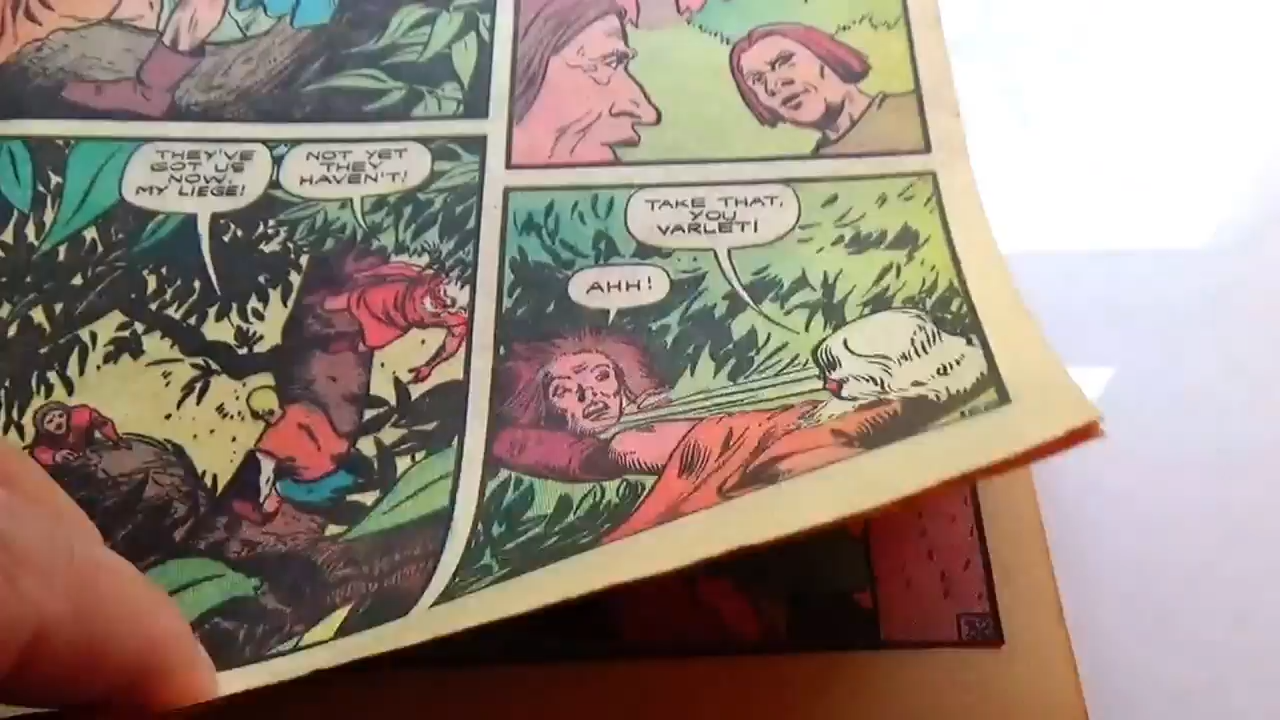 THEY'VE
GOT US
NOW,
MY LIEGE!
NOT YET
THEY
HAVEN'T!
TAKE THAT,
YOU
VARLET!
AHH!